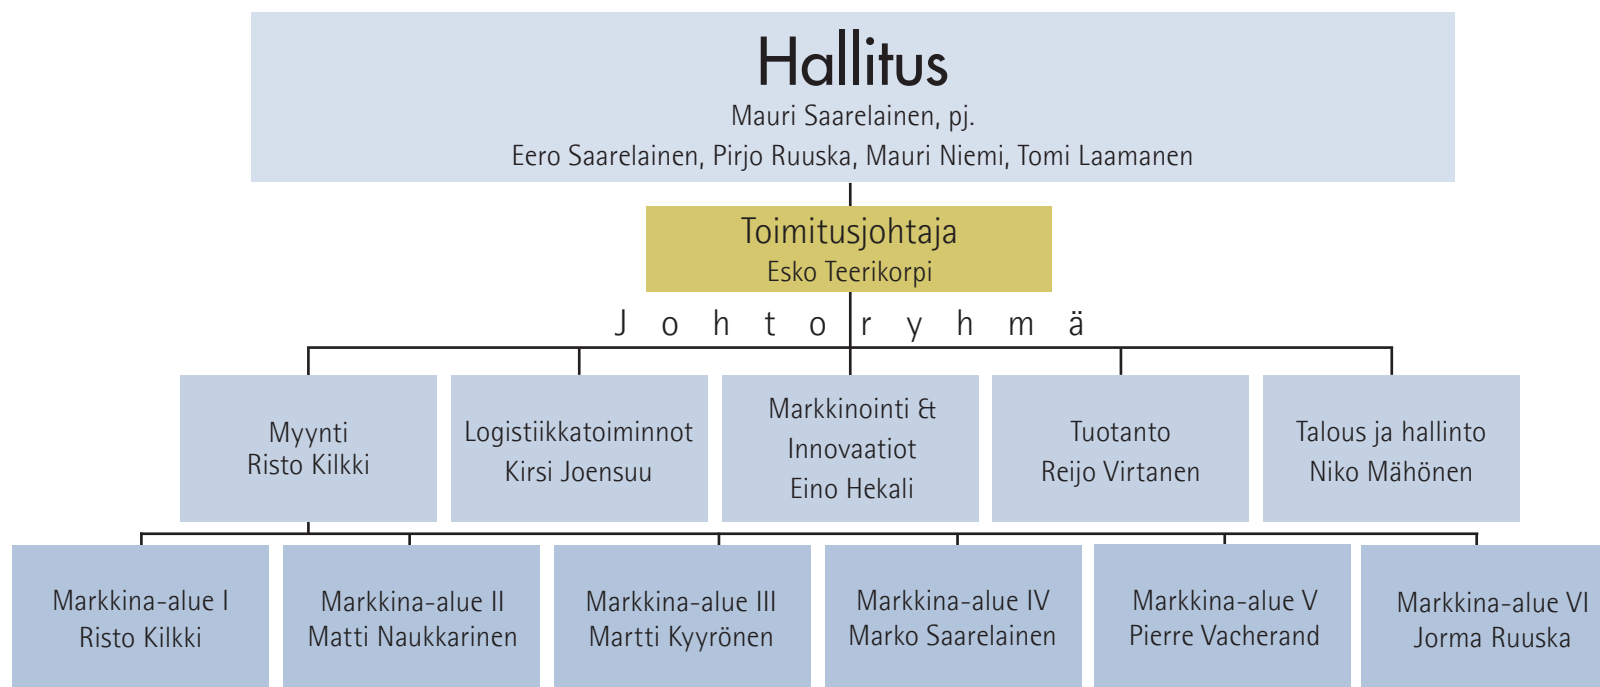 Hallitus
Mauri Saarelainen, pj.
Eero Saarelainen, Pirjo Ruuska, Mauri Niemi, Tomi Laamanen
Toimitusjohtaja
Esko Teerikorpi
Johtoryhmä
Myynti
Risto Kilkki
Logistiikkatoiminnot
Kirsi Joensuu
Markkinointi &
Innovaatiot
Eino Hekali
Tuotanto
Reijo Virtanen
Talous ja hallinto
Niko Mähönen
Markkina-alue I
Risto Kilkki
Markkina-alue II
Matti Naukkarinen
Markkina-alue III
Martti Kyyrönen
Markkina-alue IV
Marko Saarelainen
Markkina-alue V
Pierre Vacherand
Markkina-alue VI
Jorma Ruuska